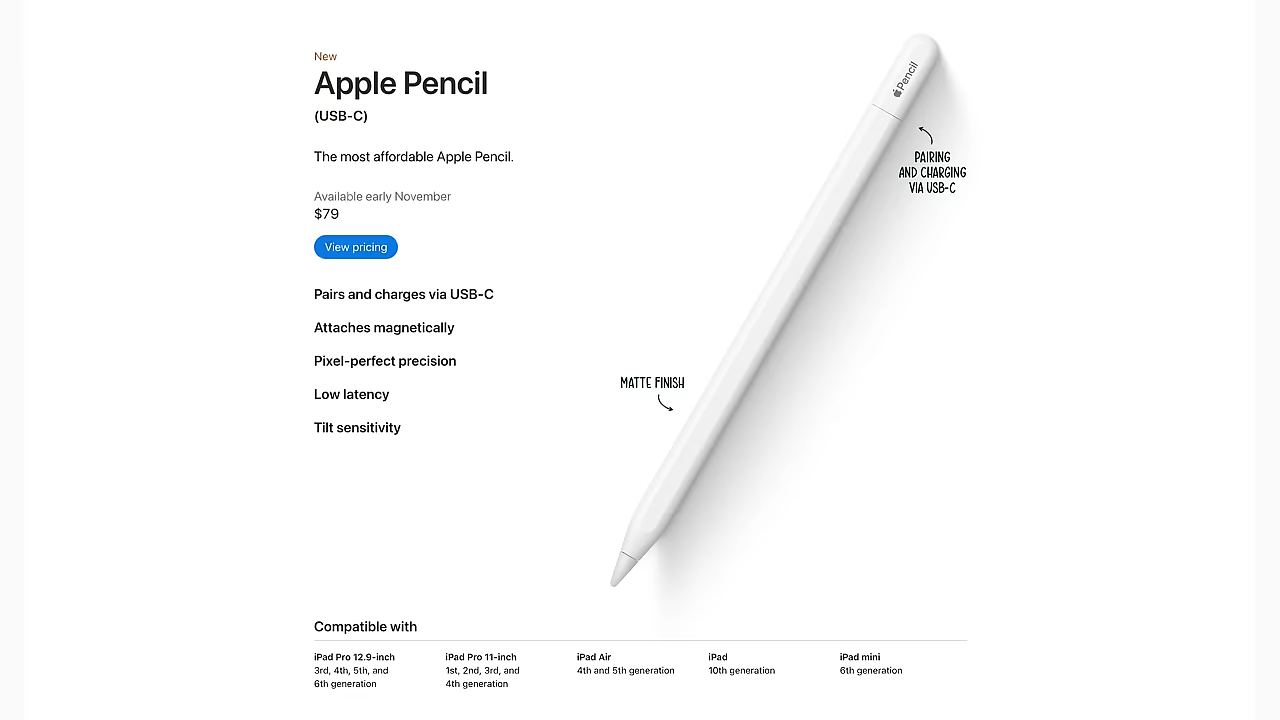 New
Apple Pencil
(USB-C)
The most affordable Apple Pencil.
Available early November
$79
View pricing
Pairs and charges via USB-C
Attaches magnetically
Pixel-perfect precision
Low latency
Tilt sensitivity
Pencil
PAIRING
AND CHARGING
VIA USB-C
MATTE FINISH
Compatible with
iPad Pro 12.9-inch
3rd, 4th, 5th, and
6th generation
iPad Pro 11-inch
1st, 2nd, 3rd, and
4th generation
iPad Air
4th and 5th generation
iPad
10th generation
iPad mini
6th generation